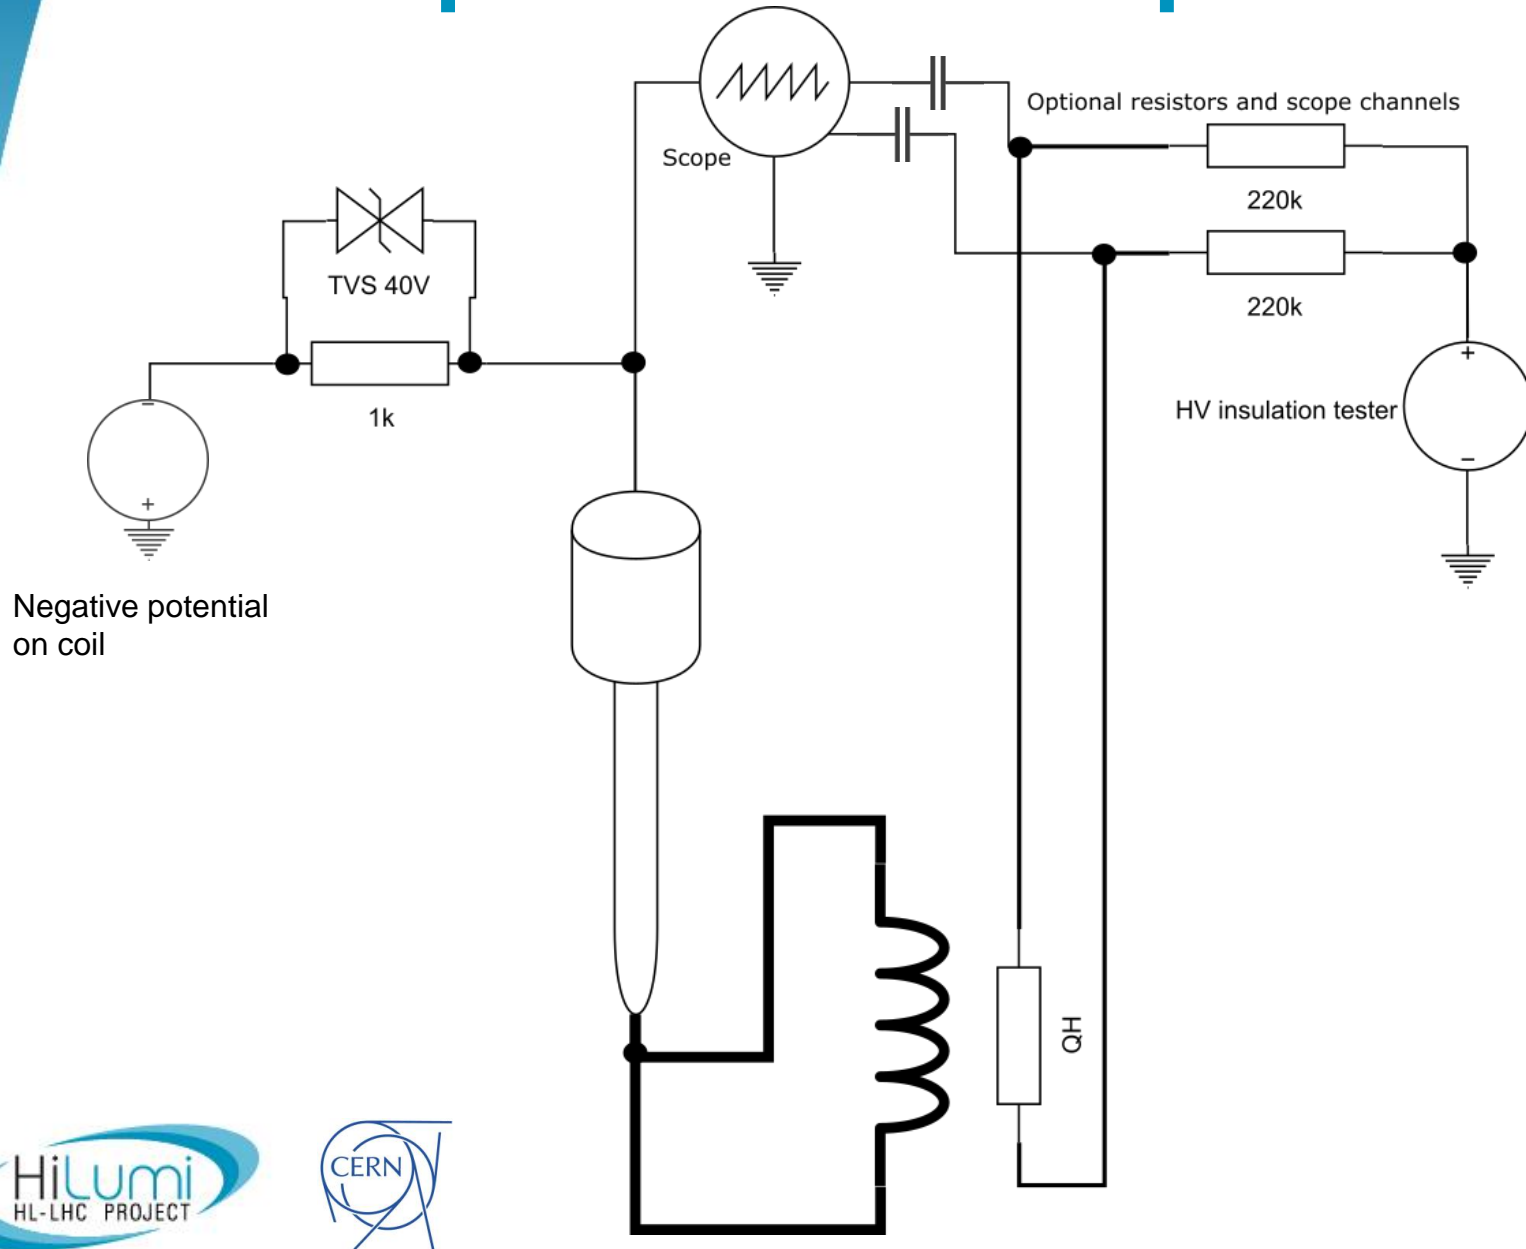 Optional resistors and scope channels
Scope
220k
TVS 40V
220k
+
1k
HV insulation tester
−
−
+
Negative potential
on coil
QH
HiLumi
HL-LHC PROJECT
CERN